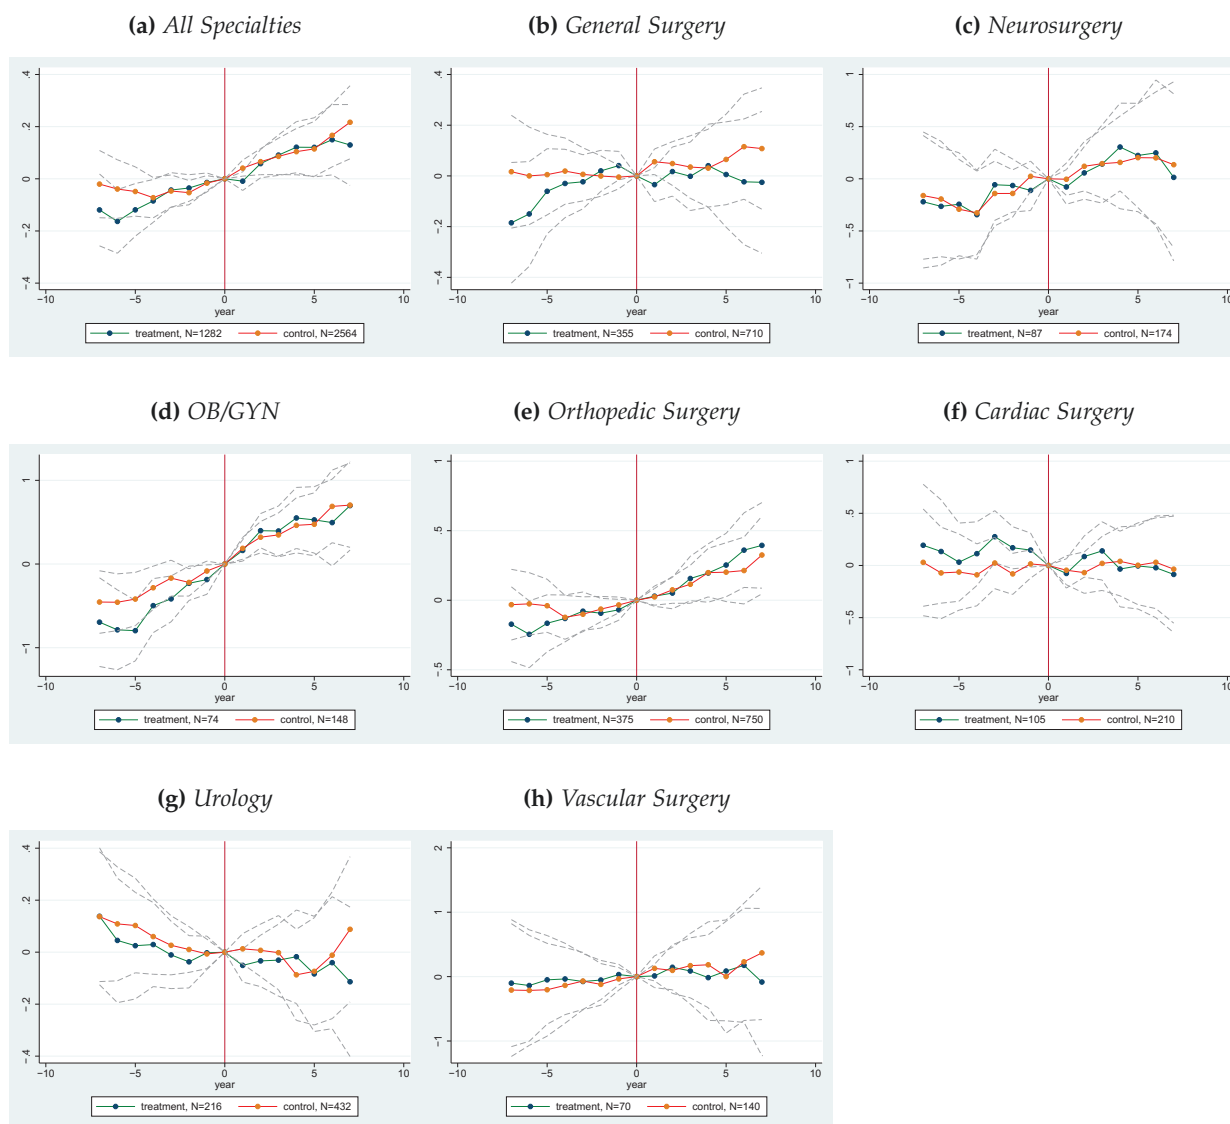 (a) All Specialties
(b) General Surgery
(c) Neurosurgery
.4
.2
0
-.2
-.4
-10
-5
0
5
10
year
treatment, N=1282
control, N=2564
.4
.2
0
-.2
-.4
-10
-5
0
5
10
year
treatment, N=355
control, N=710
1
.5
0
-.5
-1
-10
-5
0
5
10
year
treatment, N=87
control, N=174
(d) OB/GYN
(e) Orthopedic Surgery
(f) Cardiac Surgery
1
0
-1
-10
-5
0
5
10
year
treatment, N=74
control, N=148
1
.5
0
-.5
-10
-5
0
5
10
year
treatment, N=375
control, N=750
1
.5
0
-.5
-1
-10
-5
0
5
10
year
treatment, N=105
control, N=210
(g) Urology
(h) Vascular Surgery
.4
.2
0
-.2
-.4
-10
-5
0
5
10
year
treatment, N=216
control, N=432
2
1
0
-1
-10
-5
0
5
10
year
treatment, N=70
control, N=140